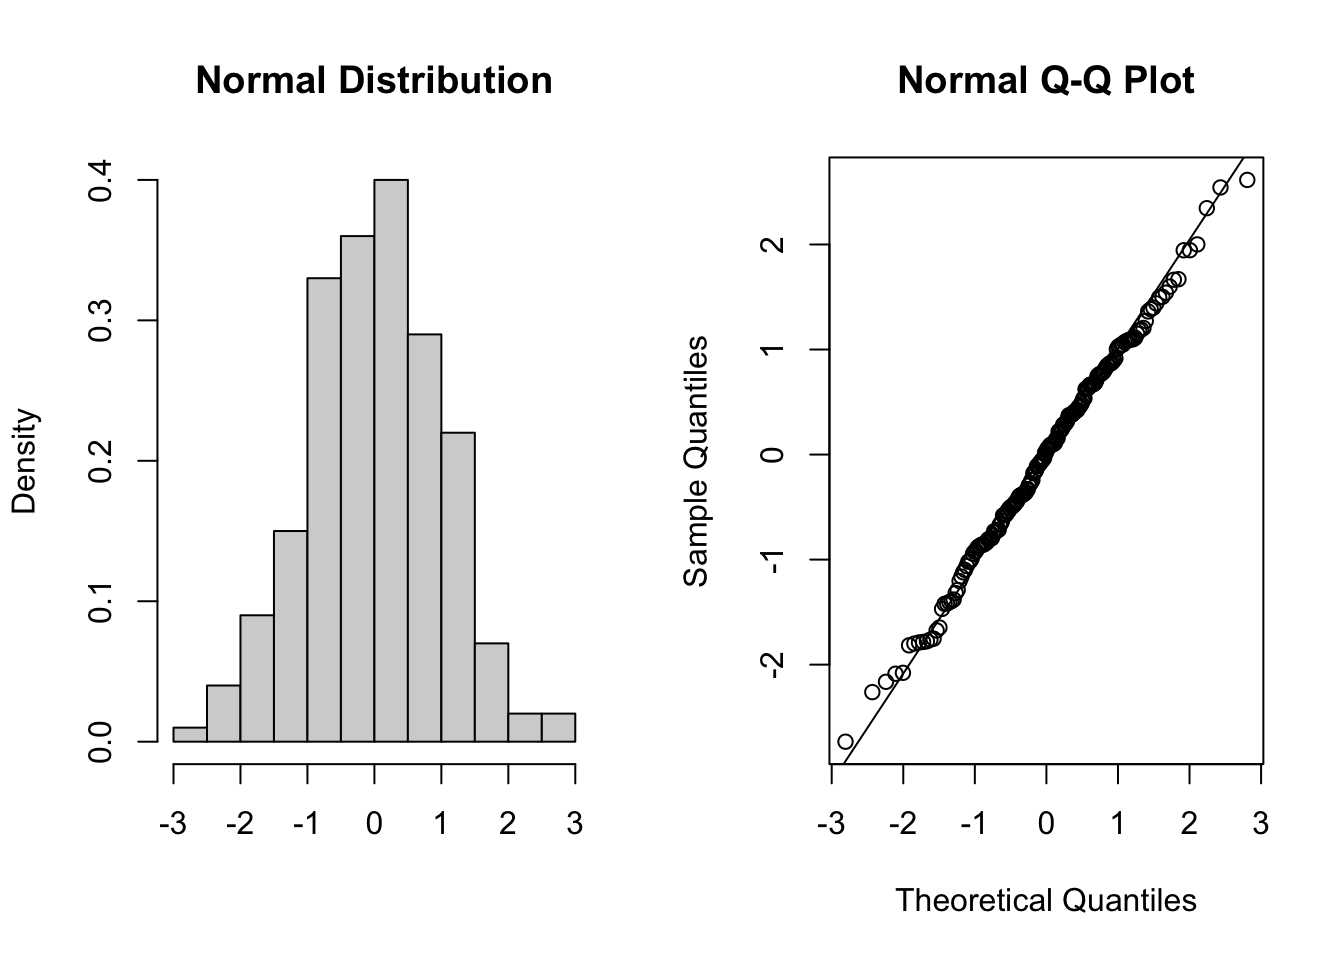 Normal Distribution
Density
0.4
0.3
0.2
0.1
0.0
-3 -2 -1 0 1 2 3
Normal Q-Q Plot
Sample Quantiles
2
1
0
-1
-2
-3 -2 -1 0 1 2 3
Theoretical Quantiles